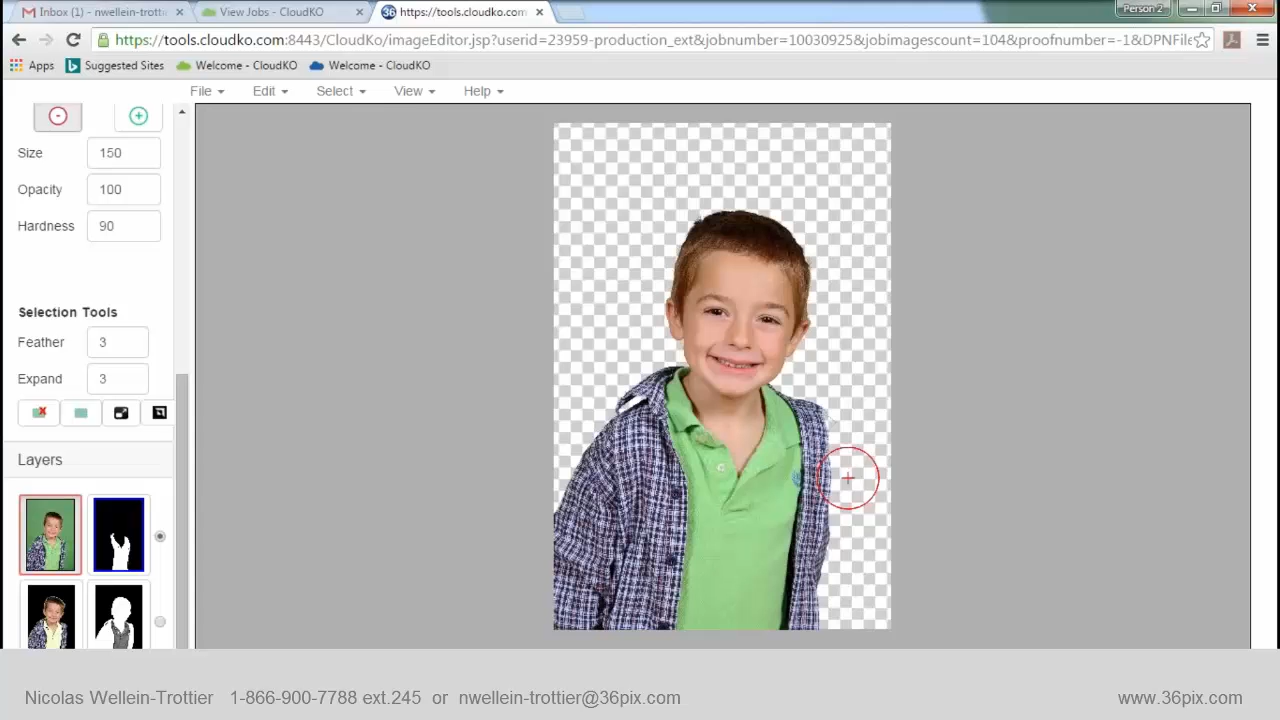 Inbox (1) - nwellein-trotti
View Jobs - CloudKO
36 https://tools.cloudko.com
Person 2
https://tools.cloudko.com:8443/CloudKo/imageEditor.jsp?userid=23959-production_ext&jobnumber=10030925&jobimagescount=104&proofnumber=-1&DPNFile
Apps
Suggested Sites
Welcome - CloudKO
Welcome - CloudKO
File
Edit
Select
View
Help
Size 150
Opacity 100
Hardness 90
Selection Tools
Feather 3
Expand 3
Layers
Nicolas Wellein-Trottier 1-866-900-7788 ext.245 or nwellein-trottier@36pix.com
www.36pix.com